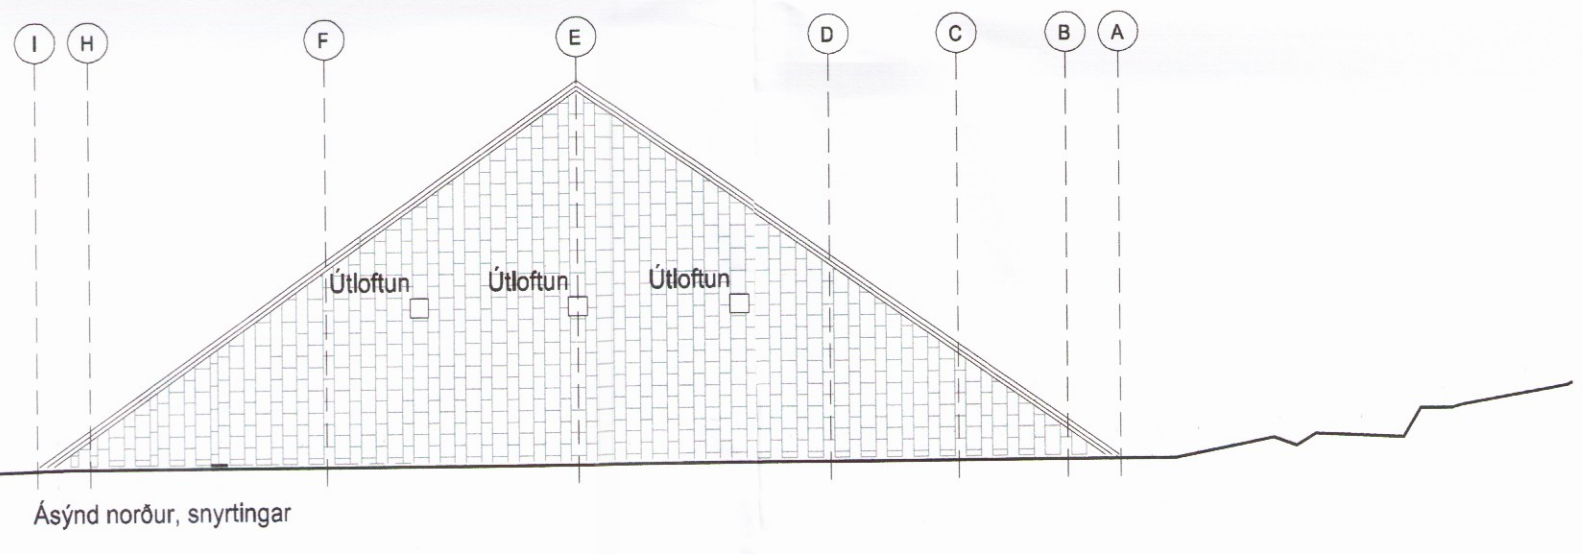 I H F E D C B A
Útloftun Útloftun Útloftun
Ásýnd norður, snyrtingar